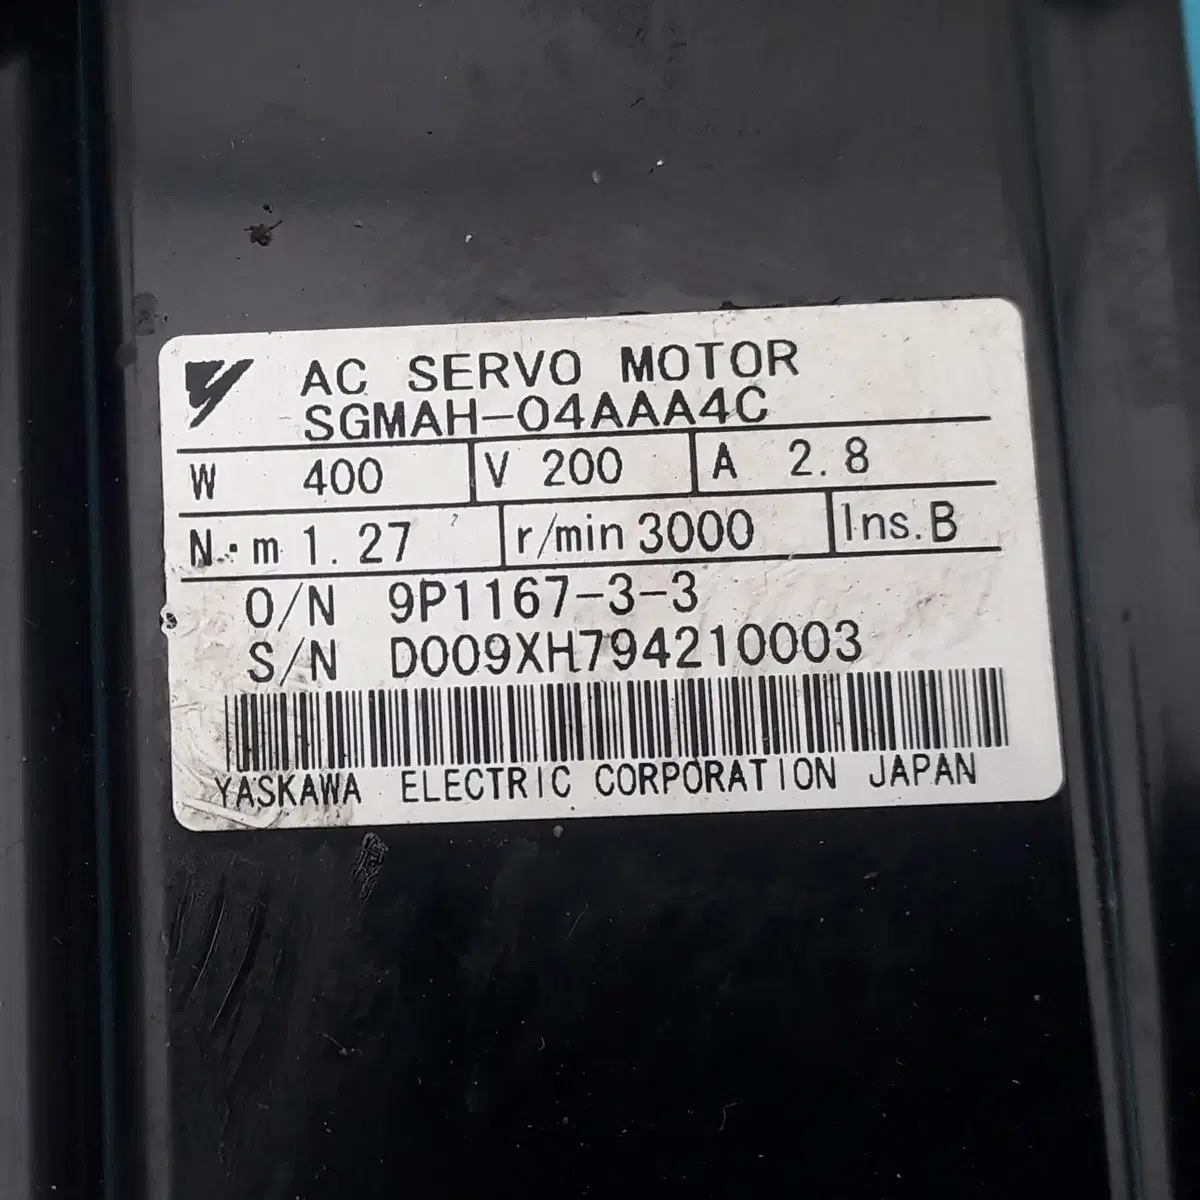 AC SERVO MOTOR
SGMAH-04AAA4C
W 400 V 200 A 2.8
N·m 1.27 r/min 3000 Ins.B
O/N 9P1167-3-3
S/N D009XH794210003
YASKAWA ELECTRIC CORPORATION JAPAN